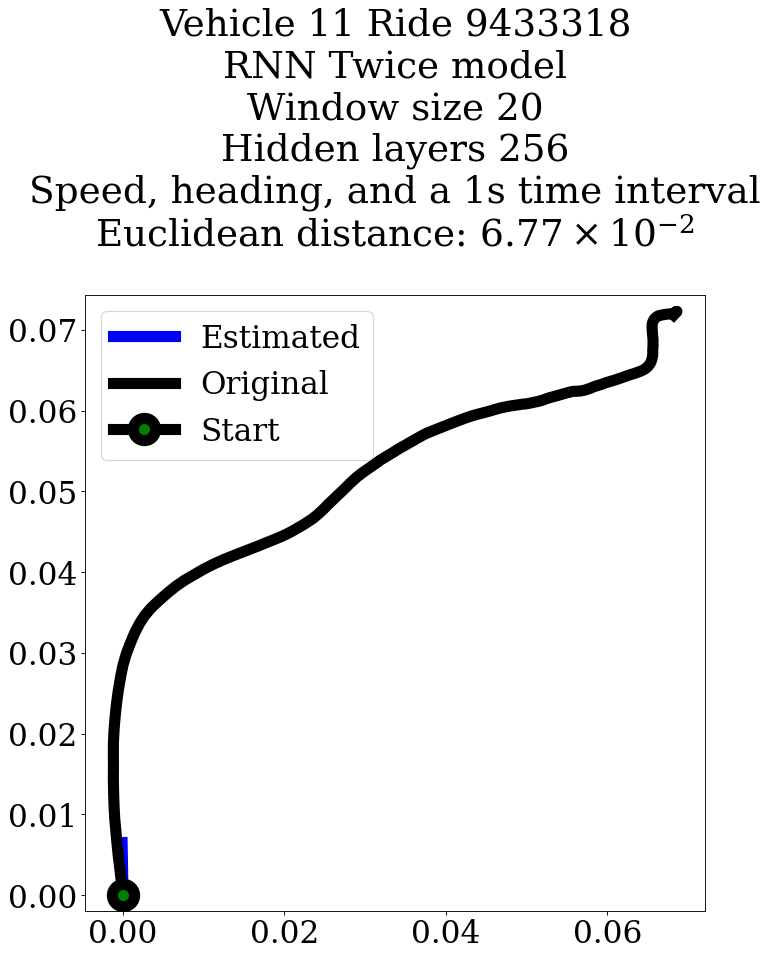 Vehicle 11 Ride 9433318
RNN Twice model
Window size 20
Hidden layers 256
Speed, heading, and a 1s time interval
Euclidean distance: 6.77 × 10⁻²
Estimated
Original
Start
0.07
0.06
0.05
0.04
0.03
0.02
0.01
0.00
0.00 0.02 0.04 0.06